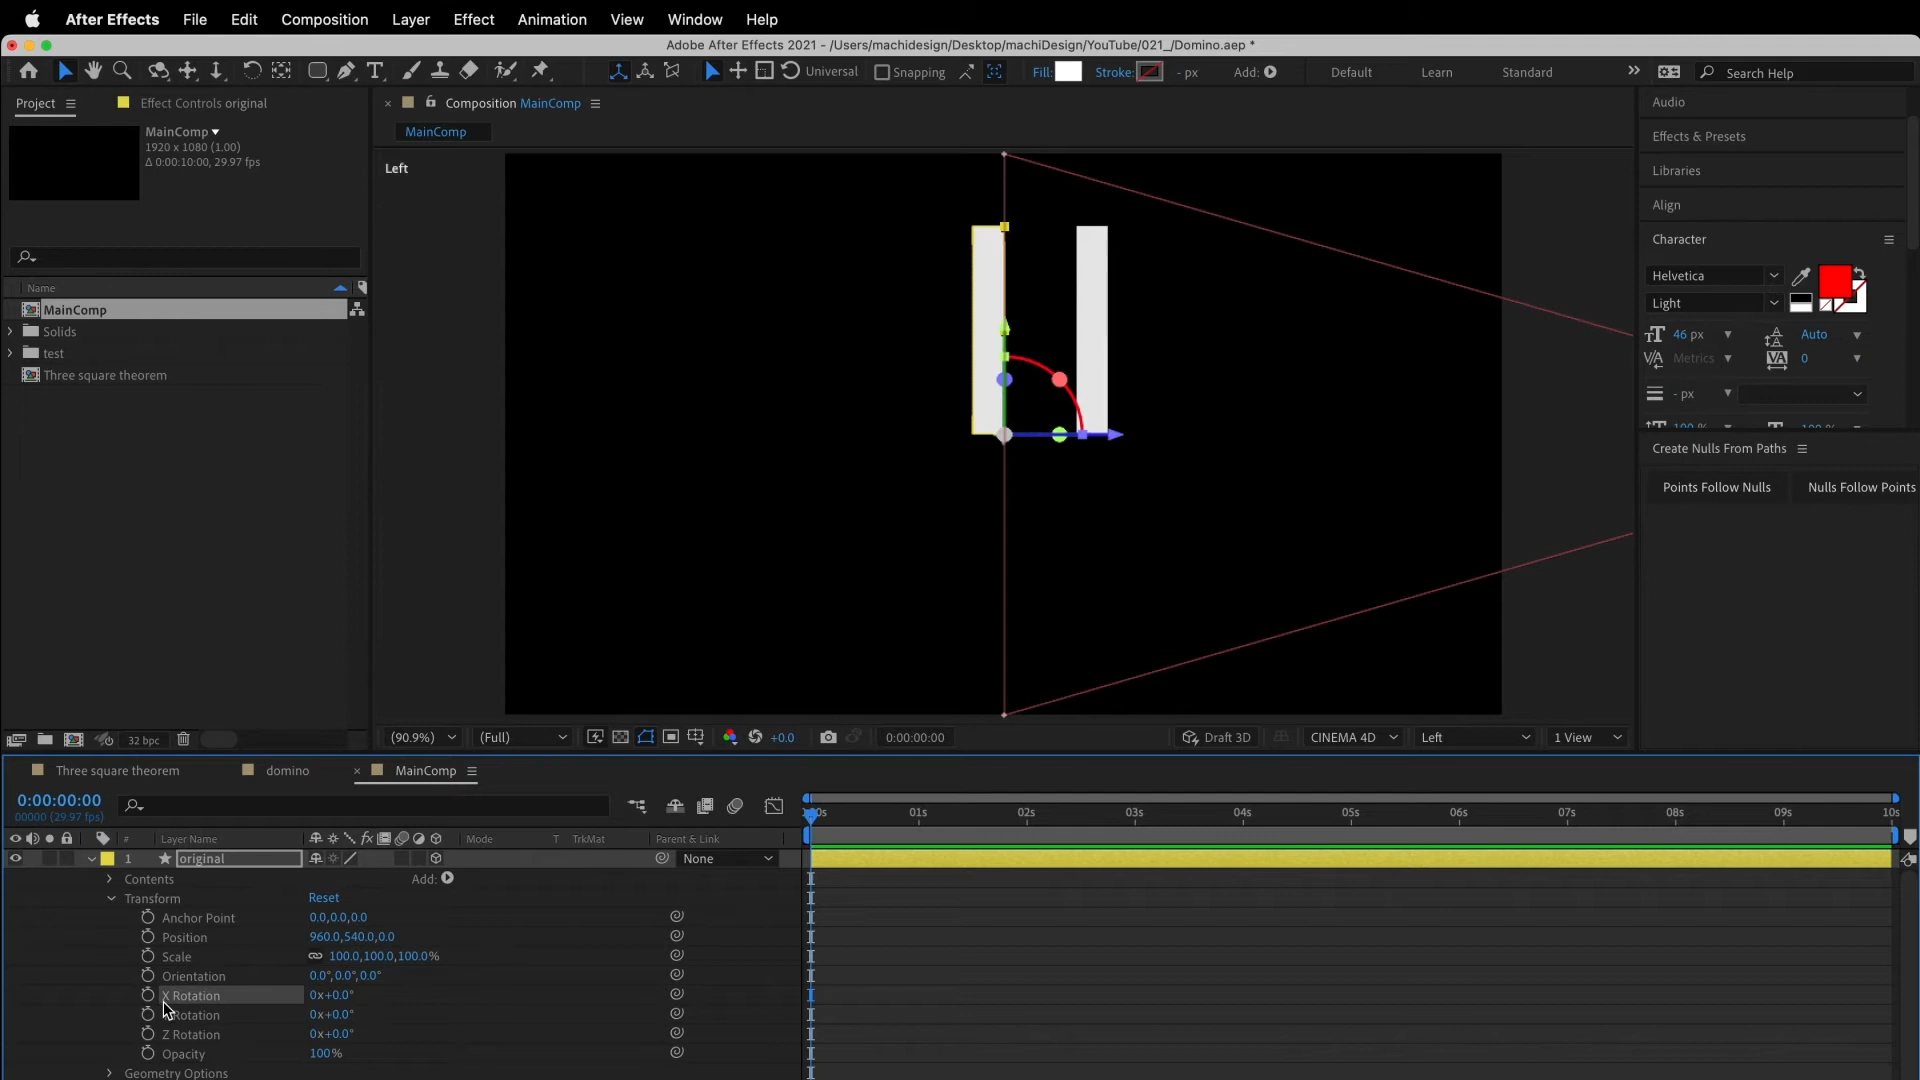 After Effects File Edit Composition Layer Effect Animation View Window Help
Adobe After Effects 2021 - /Users/machidesign/Desktop/machiDesign/YouTube/021_/Domino.aep *
Universal Snapping Fill: Stroke: - px Add: Default Learn Standard Search Help
Project Effect Controls original
Composition MainComp
MainComp
MainComp
1920 x 1080 (1.00)
Δ 0:00:10:00, 29.97 fps
Left
Name
MainComp
Solids
test
Three square theorem
32 bpc
(90.9%) (Full) +0.0 0:00:00:00 Draft 3D CINEMA 4D Left 1 View
Audio
Effects & Presets
Libraries
Align
Character
Helvetica
Light
46 px Auto
Metrics 0
- px
Create Nulls From Paths
Points Follow Nulls Nulls Follow Points
Three square theorem domino MainComp
0:00:00:00
00000 (29.97 fps)
01s 02s 03s 04s 05s 06s 07s 08s 09s 10s
# Layer Name Mode T TrkMat Parent & Link
1 original None
Contents Add:
Transform Reset
Anchor Point 0.0,0.0,0.0
Position 960.0,540.0,0.0
Scale 100.0,100.0,100.0%
Orientation 0.0°,0.0°,0.0°
X Rotation 0x+0.0°
Rotation 0x+0.0°
Z Rotation 0x+0.0°
Opacity 100%
Geometry Options